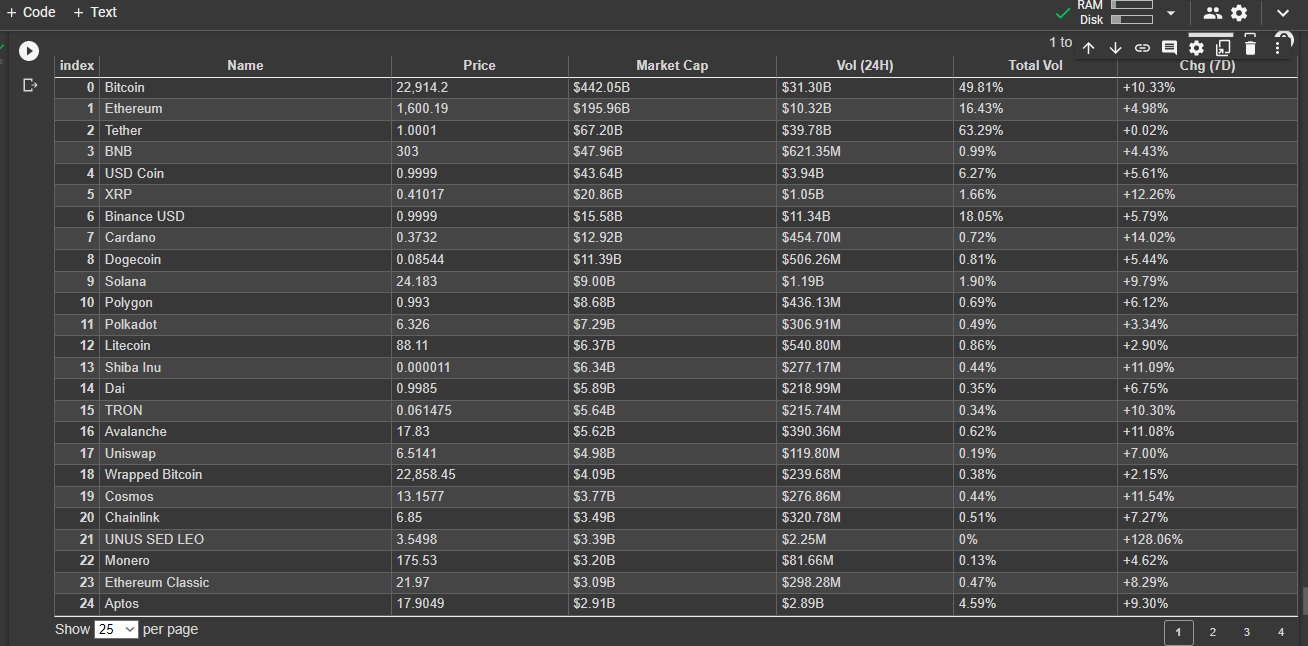 + Code + Text RAM Disk
1 to
index Name Price Market Cap Vol (24H) Total Vol Chg (7D)
0 Bitcoin 22,914.2 $442.05B $31.30B 49.81% +10.33%
1 Ethereum 1,600.19 $195.96B $10.32B 16.43% +4.98%
2 Tether 1.0001 $67.20B $39.78B 63.29% +0.02%
3 BNB 303 $47.96B $621.35M 0.99% +4.43%
4 USD Coin 0.9999 $43.64B $3.94B 6.27% +5.61%
5 XRP 0.41017 $20.86B $1.05B 1.66% +12.26%
6 Binance USD 0.9999 $15.58B $11.34B 18.05% +5.79%
7 Cardano 0.3732 $12.92B $454.70M 0.72% +14.02%
8 Dogecoin 0.08544 $11.39B $506.26M 0.81% +5.44%
9 Solana 24.183 $9.00B $1.19B 1.90% +9.79%
10 Polygon 0.993 $8.68B $436.13M 0.69% +6.12%
11 Polkadot 6.326 $7.29B $306.91M 0.49% +3.34%
12 Litecoin 88.11 $6.37B $540.80M 0.86% +2.90%
13 Shiba Inu 0.000011 $6.34B $277.17M 0.44% +11.09%
14 Dai 0.9985 $5.89B $218.99M 0.35% +6.75%
15 TRON 0.061475 $5.64B $215.74M 0.34% +10.30%
16 Avalanche 17.83 $5.62B $390.36M 0.62% +11.08%
17 Uniswap 6.5141 $4.98B $119.80M 0.19% +7.00%
18 Wrapped Bitcoin 22,858.45 $4.09B $239.68M 0.38% +2.15%
19 Cosmos 13.1577 $3.77B $276.86M 0.44% +11.54%
20 Chainlink 6.85 $3.49B $320.78M 0.51% +7.27%
21 UNUS SED LEO 3.5498 $3.39B $2.25M 0% +128.06%
22 Monero 175.53 $3.20B $81.66M 0.13% +4.62%
23 Ethereum Classic 21.97 $3.09B $298.28M 0.47% +8.29%
24 Aptos 17.9049 $2.91B $2.89B 4.59% +9.30%
Show 25 per page 1 2 3 4